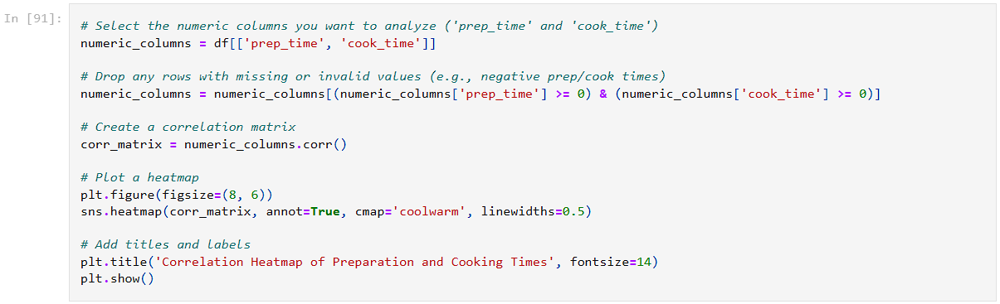 In [91]:
# Select the numeric columns you want to analyze ('prep_time' and 'cook_time')
numeric_columns = df[['prep_time', 'cook_time']]
# Drop any rows with missing or invalid values (e.g., negative prep/cook times)
numeric_columns = numeric_columns[(numeric_columns['prep_time'] >= 0) & (numeric_columns['cook_time'] >= 0)]
# Create a correlation matrix
corr_matrix = numeric_columns.corr()
# Plot a heatmap
plt.figure(figsize=(8, 6))
sns.heatmap(corr_matrix, annot=True, cmap='coolwarm', linewidths=0.5)
# Add titles and labels
plt.title('Correlation Heatmap of Preparation and Cooking Times', fontsize=14)
plt.show()